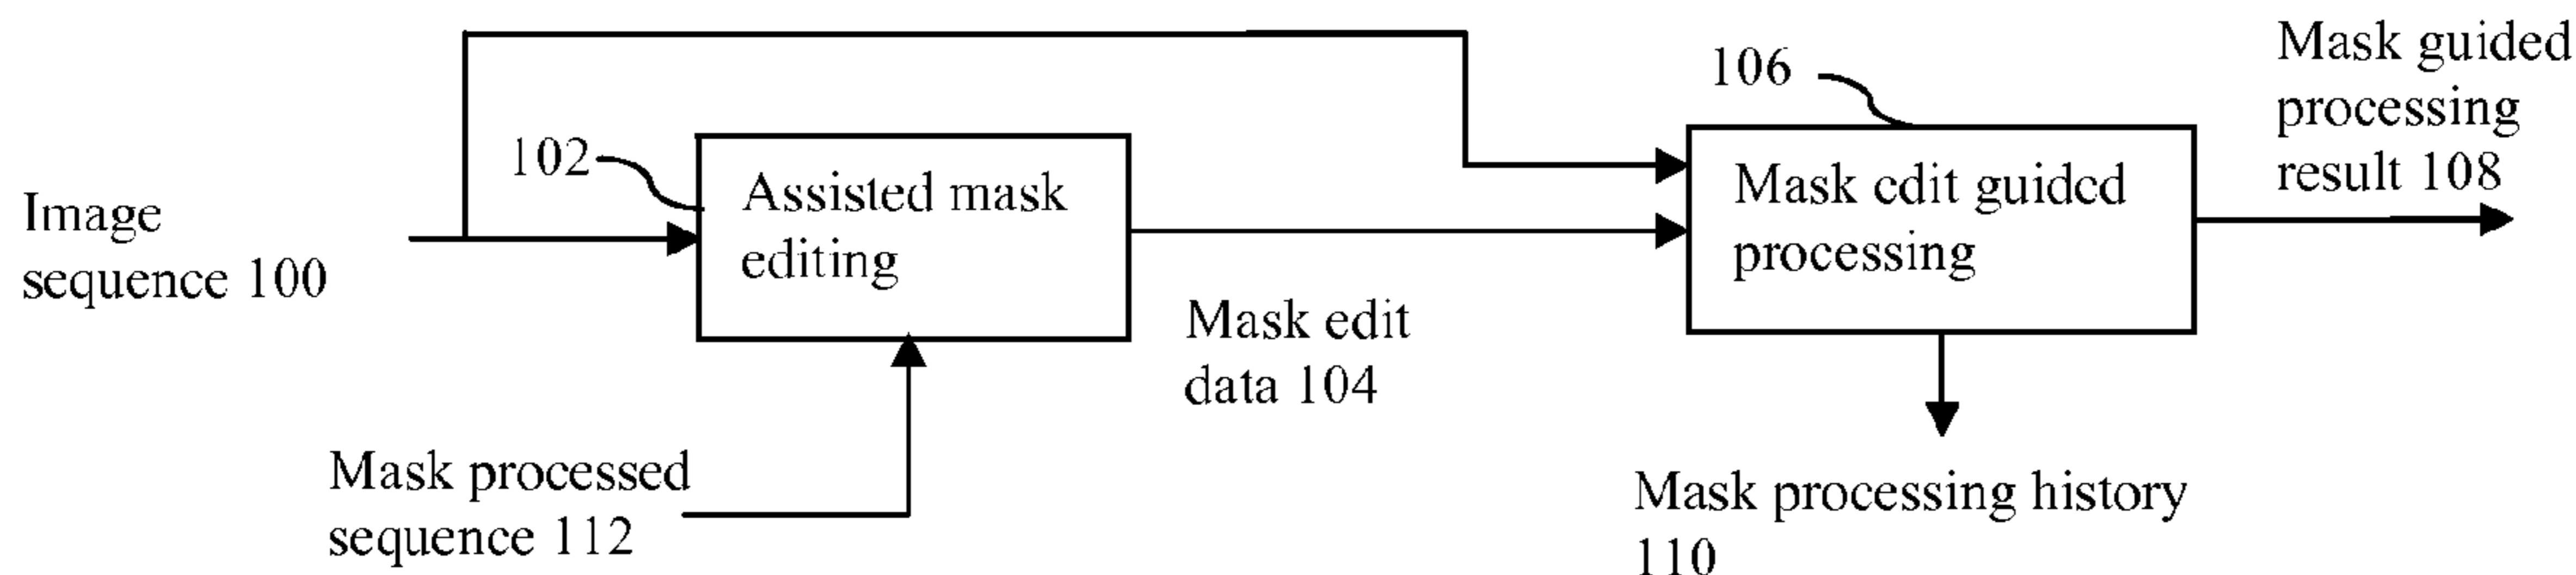 Mask guided
processing
result 108
106
102
Assisted mask
editing
Mask edit guided
processing
Image
sequence 100
Mask edit
data 104
Mask processed
sequence 112
Mask processing history
110